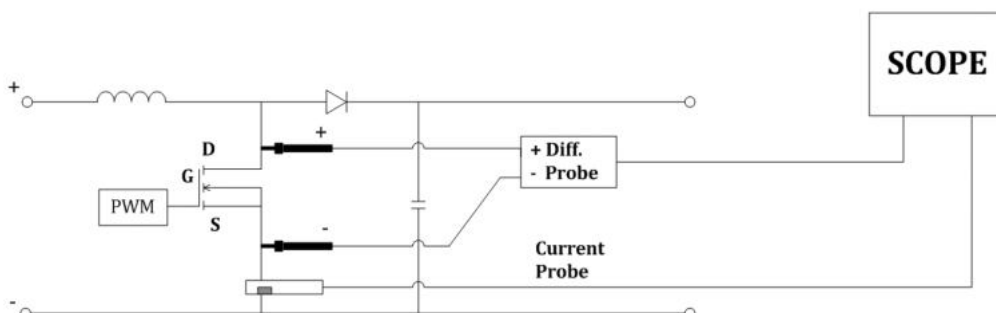 SCOPE
+
+
D
+ Diff.
- Probe
G
PWM
S
-
Current
Probe
-